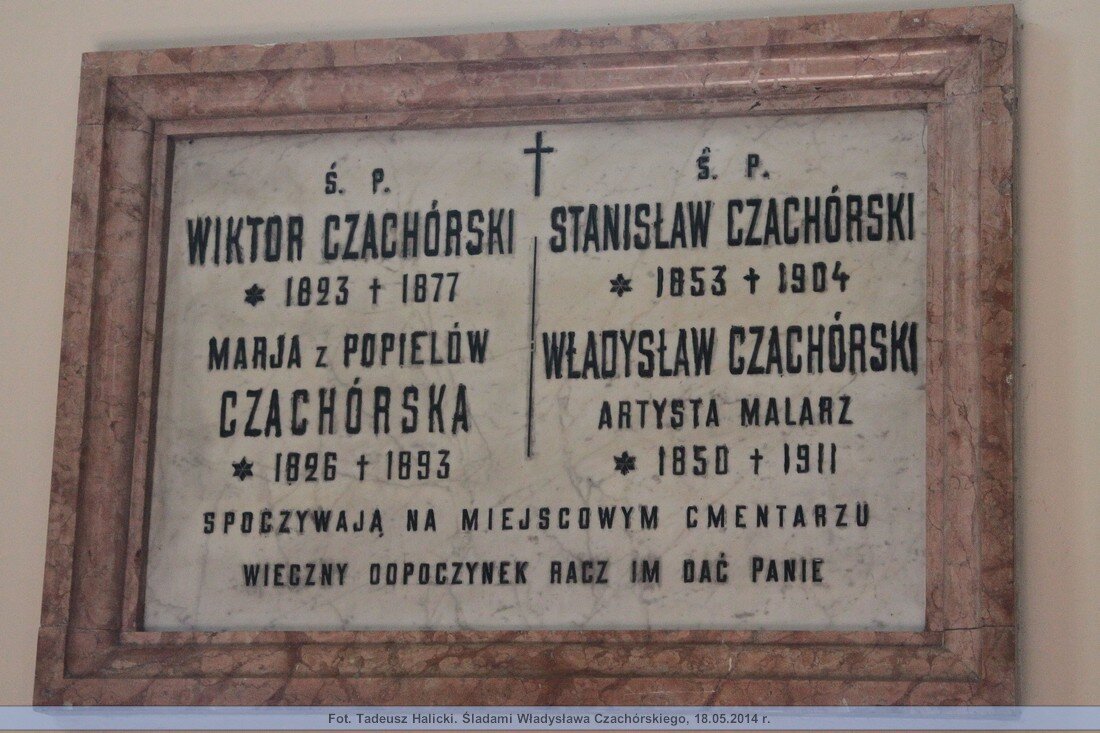 Ś. P.
WIKTOR CZACHÓRSKI
* 1823 † 1877
MARJA z POPIELÓW
CZACHÓRSKA
* 1826 † 1893
Ś. P.
STANISŁAW CZACHÓRSKI
* 1853 † 1904
WŁADYSŁAW CZACHÓRSKI
ARTYSTA MALARZ
* 1850 † 1911
SPOCZYWAJĄ NA MIEJSCOWYM CMENTARZU
WIECZNY ODPOCZYNEK RACZ IM DAĆ PANIE
Fot. Tadeusz Halicki. Śladami Władysława Czachórskiego, 18.05.2014 r.